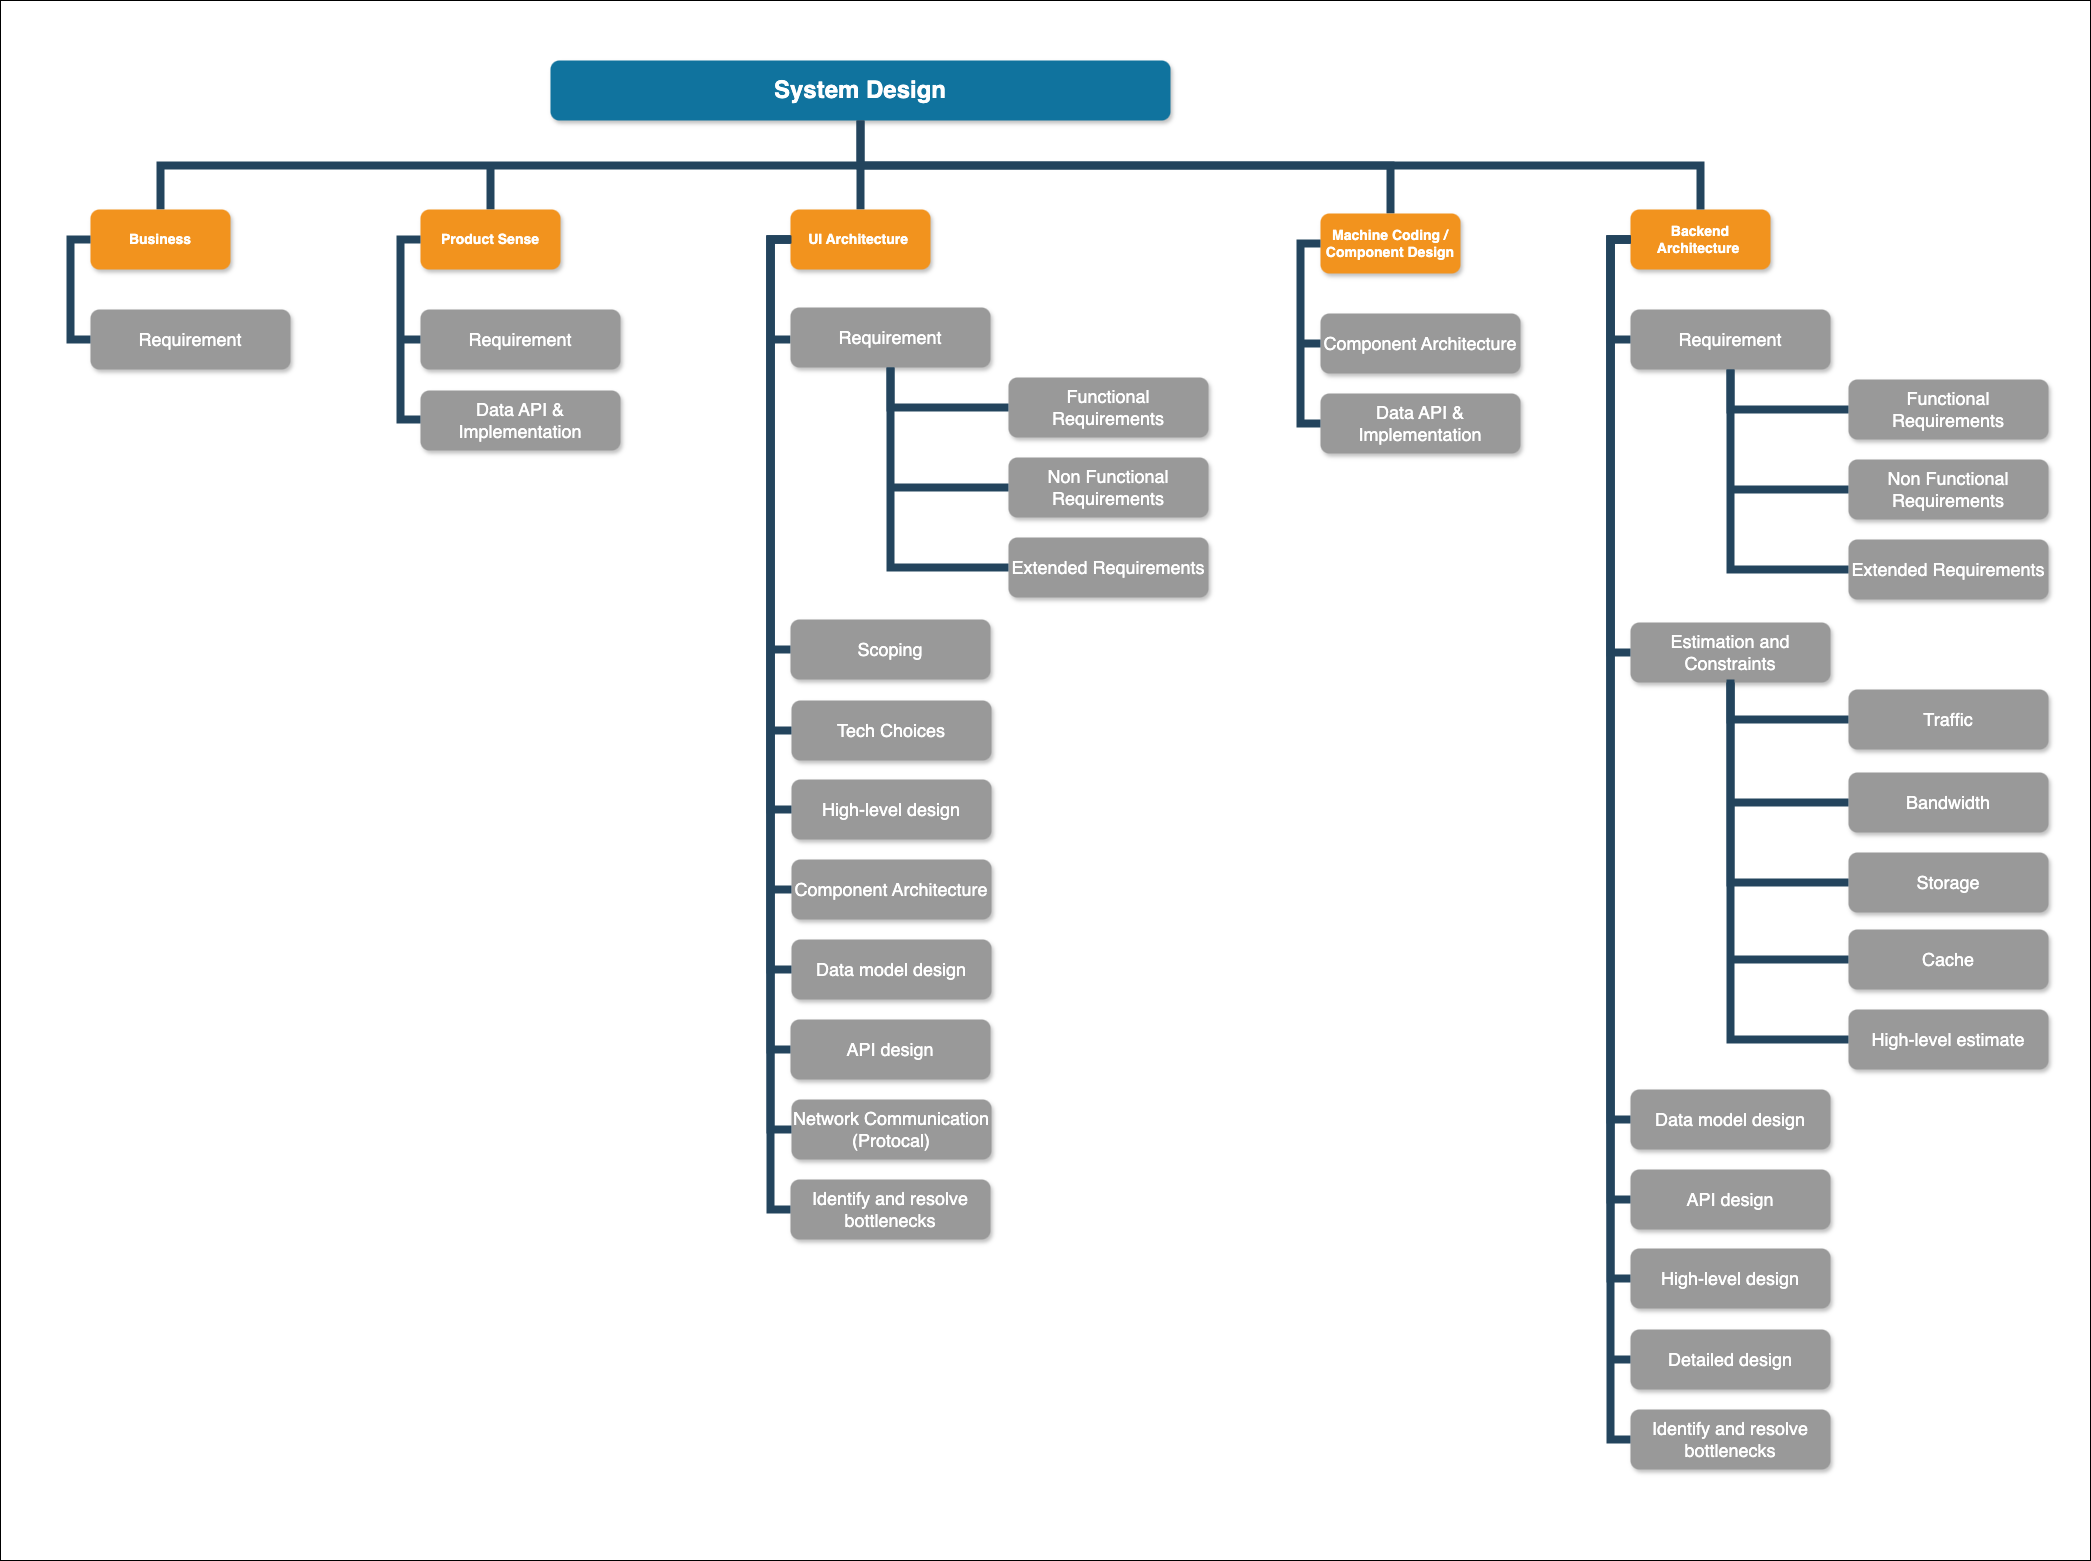 System Design
Business
Requirement
Product Sense
Requirement
Data API &
Implementation
UI Architecture
Requirement
Functional
Requirements
Non Functional
Requirements
Extended Requirements
Scoping
Tech Choices
High-level design
Component Architecture
Data model design
API design
Network Communication
(Protocal)
Identify and resolve
bottlenecks
Machine Coding /
Component Design
Component Architecture
Data API &
Implementation
Backend
Architecture
Requirement
Functional
Requirements
Non Functional
Requirements
Extended Requirements
Estimation and
Constraints
Traffic
Bandwidth
Storage
Cache
High-level estimate
Data model design
API design
High-level design
Detailed design
Identify and resolve
bottlenecks